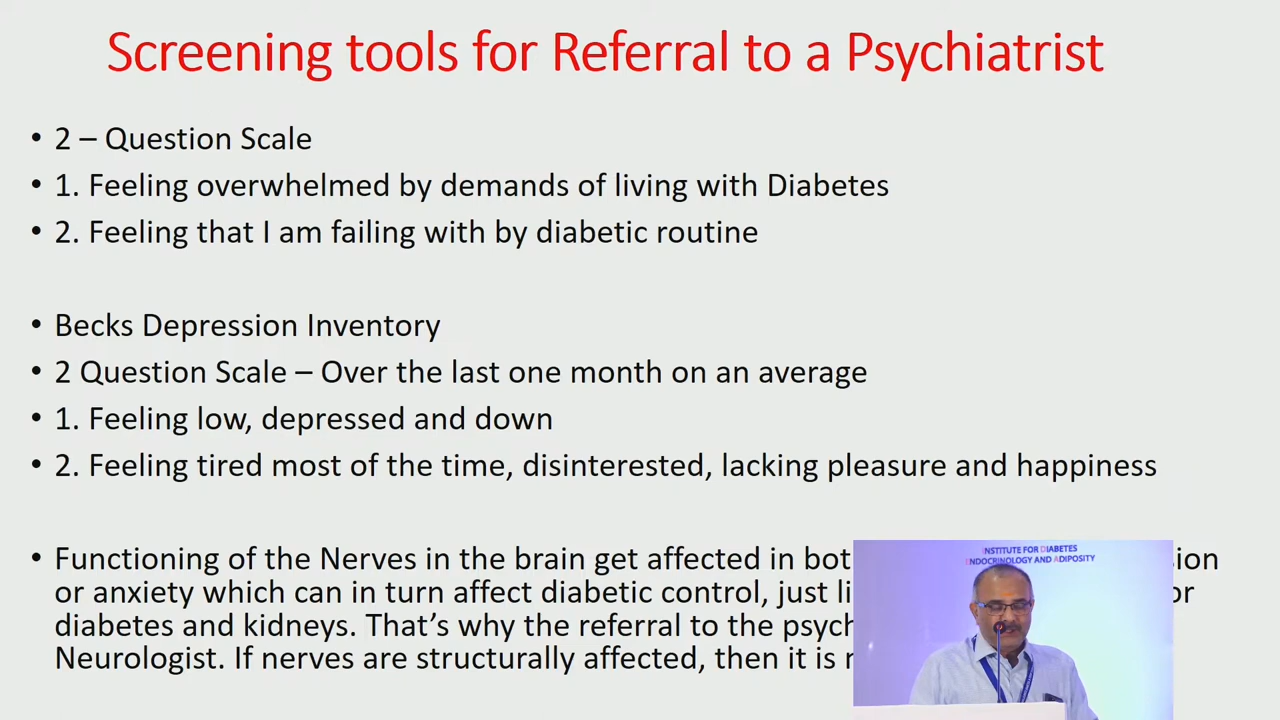 Screening tools for Referral to a Psychiatrist
• 2 – Question Scale
• 1. Feeling overwhelmed by demands of living with Diabetes
• 2. Feeling that I am failing with by diabetic routine
• Becks Depression Inventory
• 2 Question Scale – Over the last one month on an average
• 1. Feeling low, depressed and down
• 2. Feeling tired most of the time, disinterested, lacking pleasure and happiness
• Functioning of the Nerves in the brain get affected in
or anxiety which can in turn affect diabetic control, just
diabetes and kidneys. That's why the referral to the
Neurologist. If nerves are structurally affected, then it is
INSTITUTE FOR DIABETES
ENDOCRINOLOGY AND ADIPOSITY